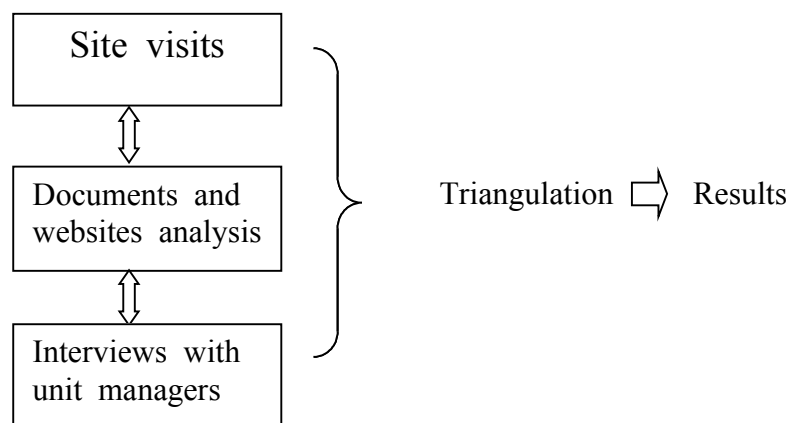 Site visits
Documents and
websites analysis
Triangulation
Results
Interviews with
unit managers